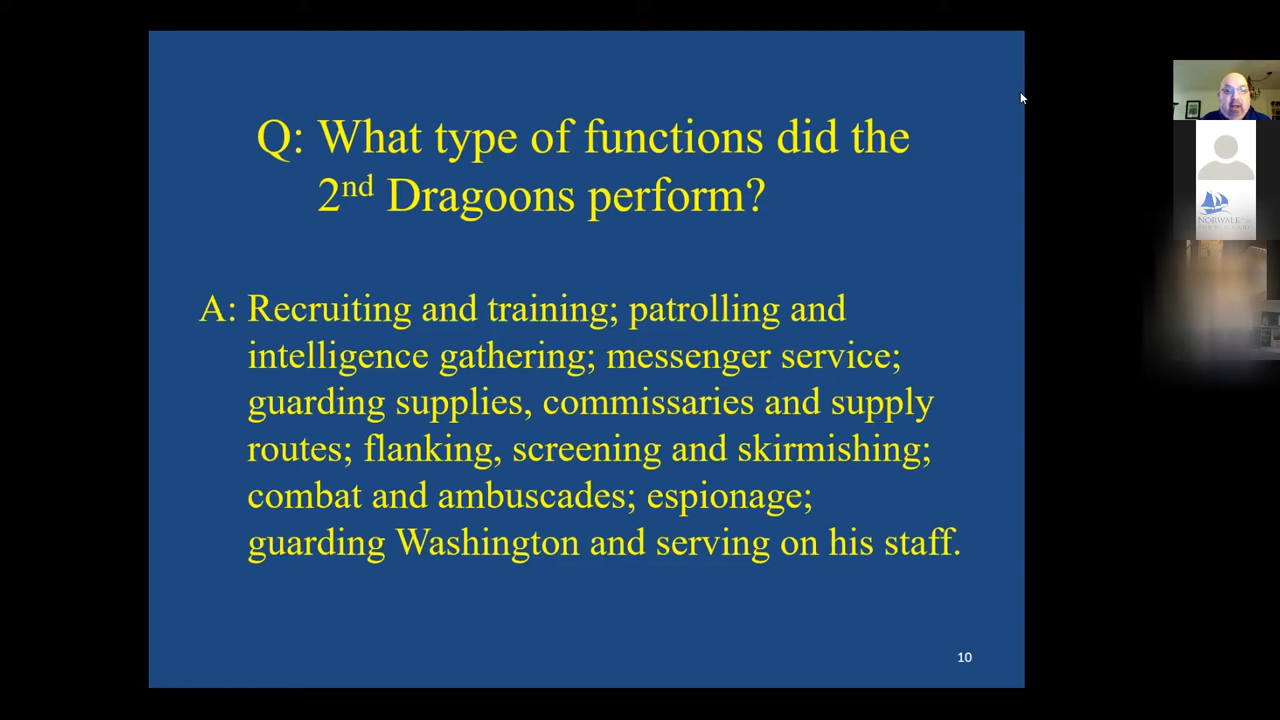 Q: What type of functions did the
2nd Dragoons perform?
A: Recruiting and training; patrolling and
intelligence gathering; messenger service;
guarding supplies, commissaries and supply
routes; flanking, screening and skirmishing;
combat and ambuscades; espionage;
guarding Washington and serving on his staff.
10
NORWALK